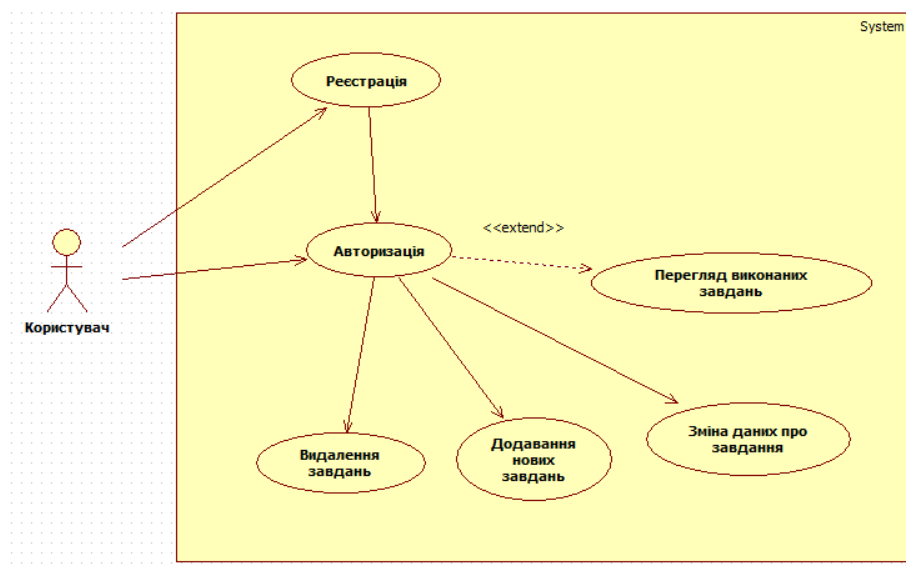 System
Реєстрація
<<extend>>
Авторизація
Перегляд виконаних
завдань
Користувач
Видалення
завдань
Додавання
нових
завдань
Зміна даних про
завдання